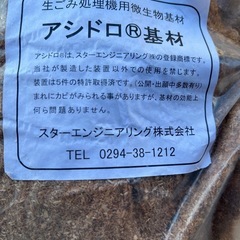 生ごみ処理機用微生物基材
アシドロ®基材
アシドロ®は、スターエンジニアリング㈱の登録商標です。
当社が製造した装置以外での使用を禁じます。
装置は5件の特許取得済です。(公開・出願中多数有り)
まれにカビがみられる事がありますが、基材の効能上
何ら問題ありません。
スターエンジニアリング株式会社
TEL 0294-38-1212